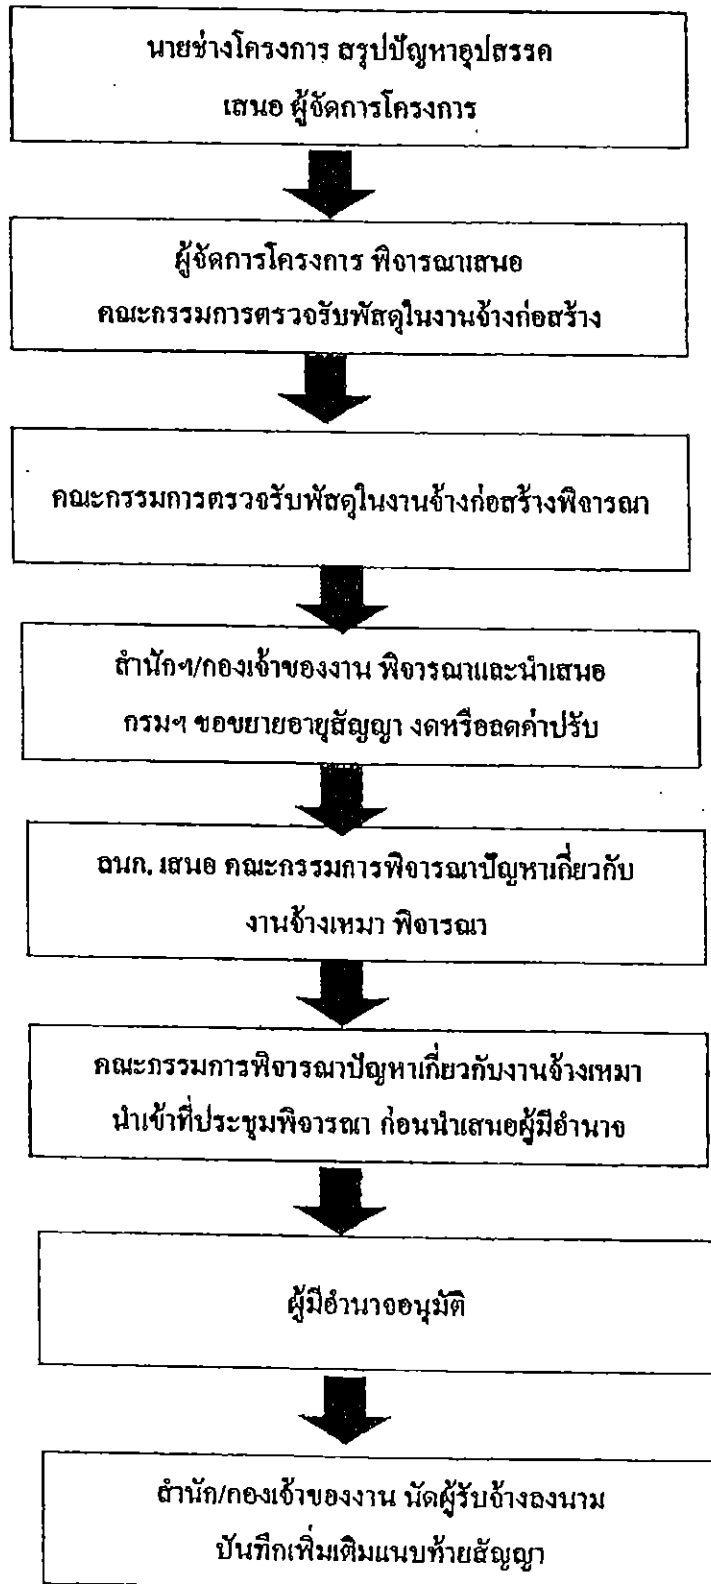 นายช่างโครงการ สรุปปัญหาอุปสรรค
เสนอ ผู้จัดการโครงการ
ผู้จัดการโครงการ พิจารณาเสนอ
คณะกรรมการตรวจรับพัสดุในงานจ้างก่อสร้าง
คณะกรรมการตรวจรับพัสดุในงานจ้างก่อสร้างพิจารณา
สำนักฯ/กองเจ้าของงาน พิจารณาและนำเสนอ
กรมฯ ขอขยายอายุสัญญา งดหรือลดค่าปรับ
ลนก. เสนอ คณะกรรมการพิจารณาปัญหาเกี่ยวกับ
งานจ้างเหมา พิจารณา
คณะกรรมการพิจารณาปัญหาเกี่ยวกับงานจ้างเหมา
นำเข้าที่ประชุมพิจารณา ก่อนนำเสนอผู้มีอำนาจ
ผู้มีอำนาจอนุมัติ
สำนัก/กองเจ้าของงาน นัดผู้รับจ้างลงนาม
บันทึกเพิ่มเติมแนบท้ายสัญญา